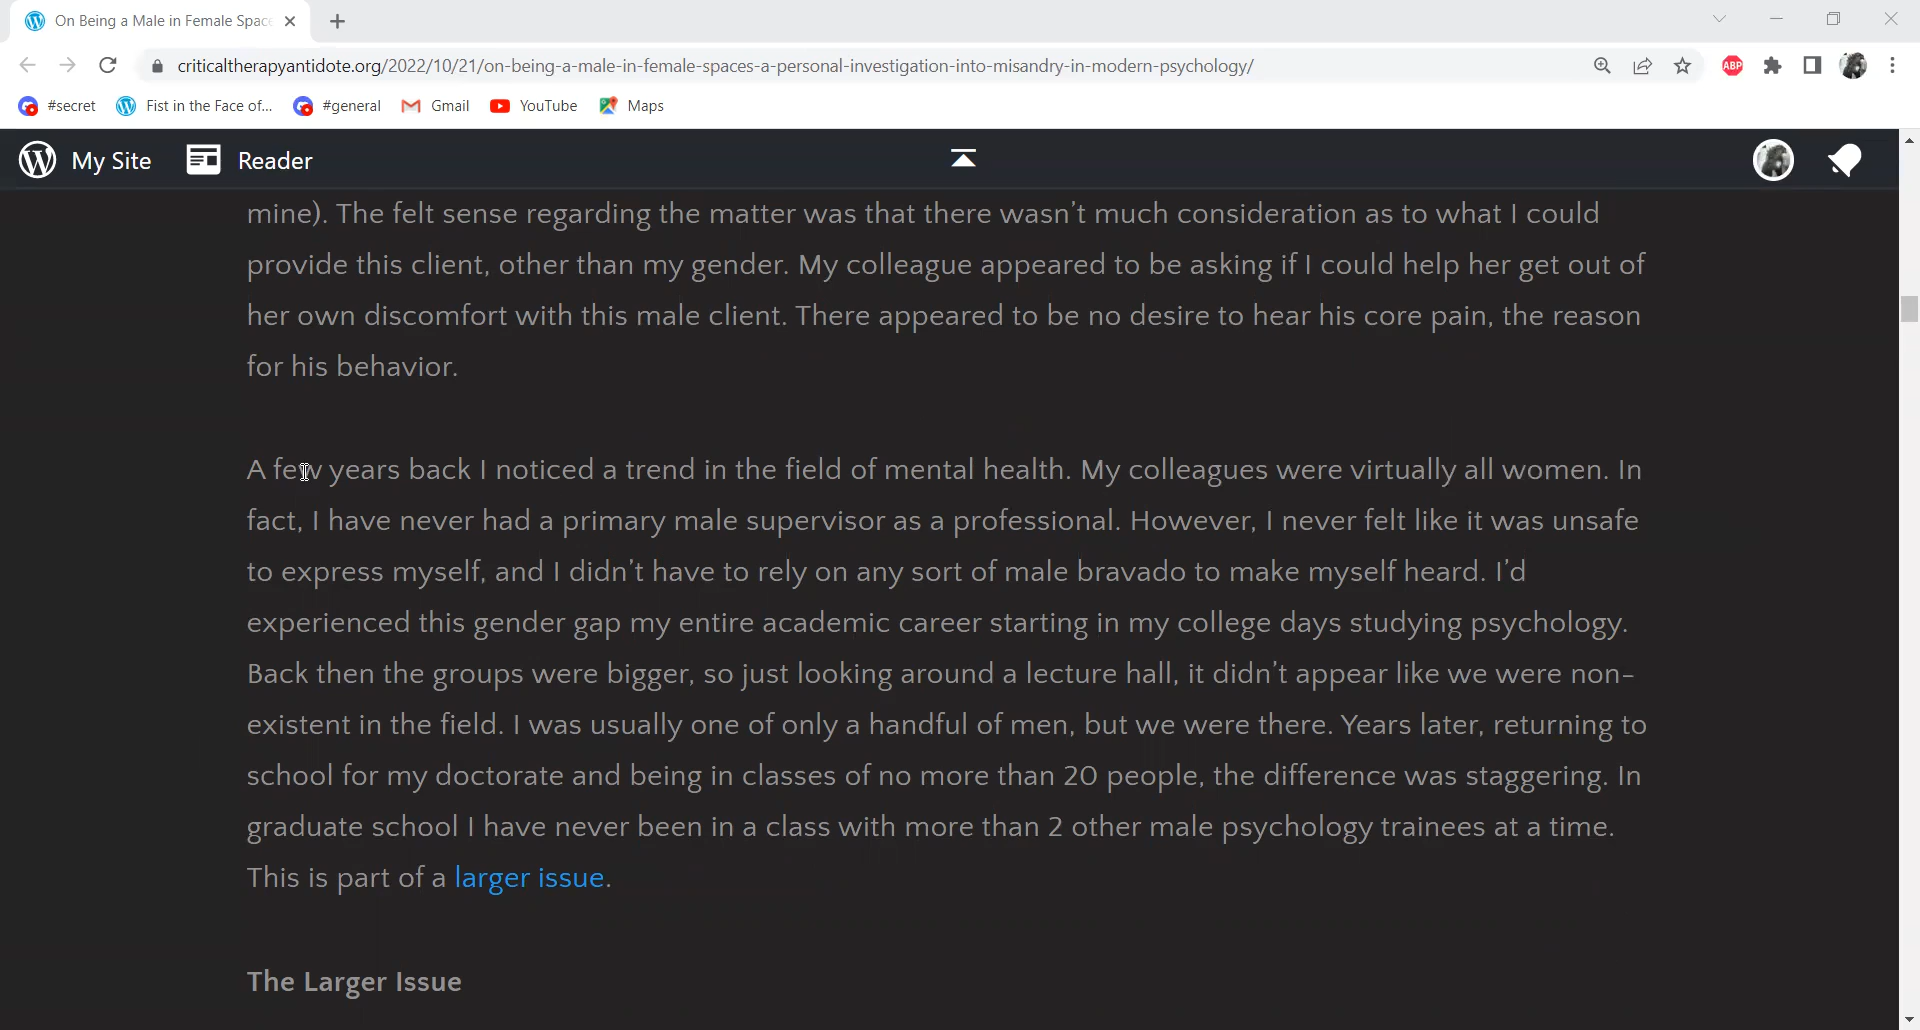 On Being a Male in Female Space
criticaltherapyantidote.org/2022/10/21/on-being-a-male-in-female-spaces-a-personal-investigation-into-misandry-in-modern-psychology/
ABP
#secret Fist in the Face of... #general Gmail YouTube Maps
My Site Reader
mine). The felt sense regarding the matter was that there wasn't much consideration as to what I could
provide this client, other than my gender. My colleague appeared to be asking if I could help her get out of
her own discomfort with this male client. There appeared to be no desire to hear his core pain, the reason
for his behavior.
A few years back I noticed a trend in the field of mental health. My colleagues were virtually all women. In
fact, I have never had a primary male supervisor as a professional. However, I never felt like it was unsafe
to express myself, and I didn't have to rely on any sort of male bravado to make myself heard. I'd
experienced this gender gap my entire academic career starting in my college days studying psychology.
Back then the groups were bigger, so just looking around a lecture hall, it didn't appear like we were non-
existent in the field. I was usually one of only a handful of men, but we were there. Years later, returning to
school for my doctorate and being in classes of no more than 20 people, the difference was staggering. In
graduate school I have never been in a class with more than 2 other male psychology trainees at a time.
This is part of a larger issue.
The Larger Issue